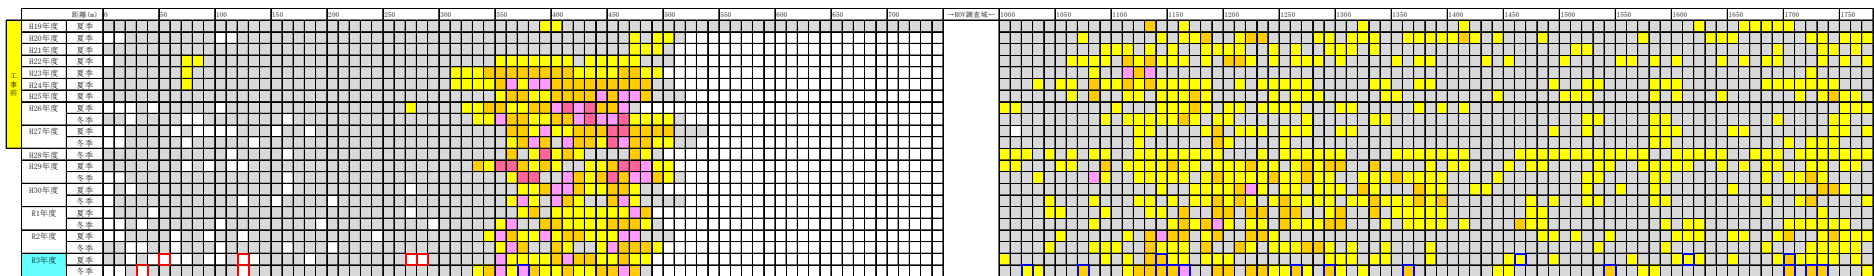 距離(m) 0 50 100 150 200 250 300 350 400 450 500 550 600 650 700 →ROV調査域← 1000 1050 1100 1150 1200 1250 1300 1350 1400 1450 1500 1550 1600 1650 1700 1750
工事前
H19年度 夏季
H20年度 夏季
H21年度 夏季
H22年度 夏季
H23年度 夏季
H24年度 夏季
H25年度 夏季
H26年度 夏季
冬季
H27年度 夏季
冬季
H28年度 冬季
H29年度 夏季
冬季
H30年度 夏季
冬季
R1年度 夏季
冬季
R2年度 夏季
冬季
R3年度 夏季
冬季